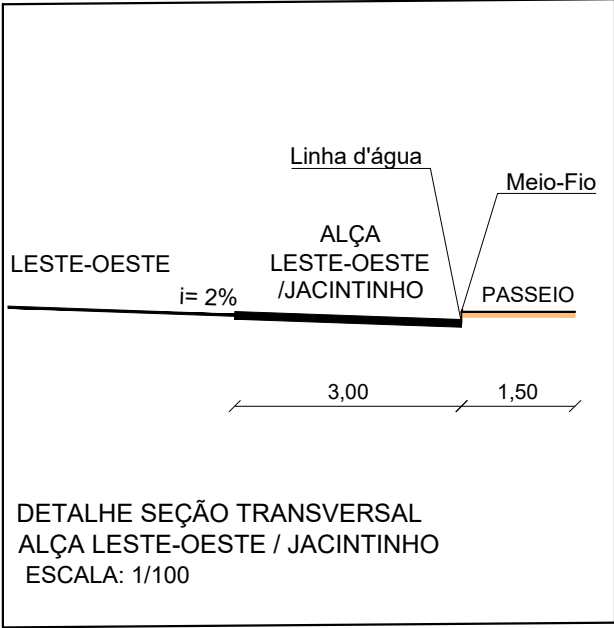 Linha d'água
Meio-Fio
ALÇA
LESTE-OESTE
/JACINTINHO
LESTE-OESTE
i= 2%
PASSEIO
3,00
1,50
DETALHE SEÇÃO TRANSVERSAL
ALÇA LESTE-OESTE / JACINTINHO
ESCALA: 1/100